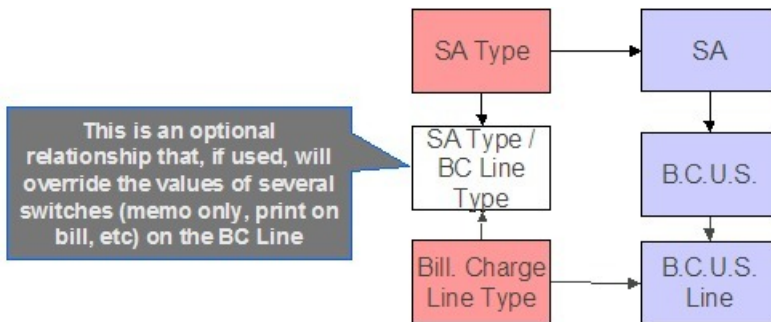 SA Type
SA
This is an optional
relationship that, if used, will
override the values of several
switches (memo only, print on
bill, etc) on the BC Line
SA Type /
BC Line
Type
B.C.U.S.
Bill. Charge
Line Type
B.C.U.S.
Line